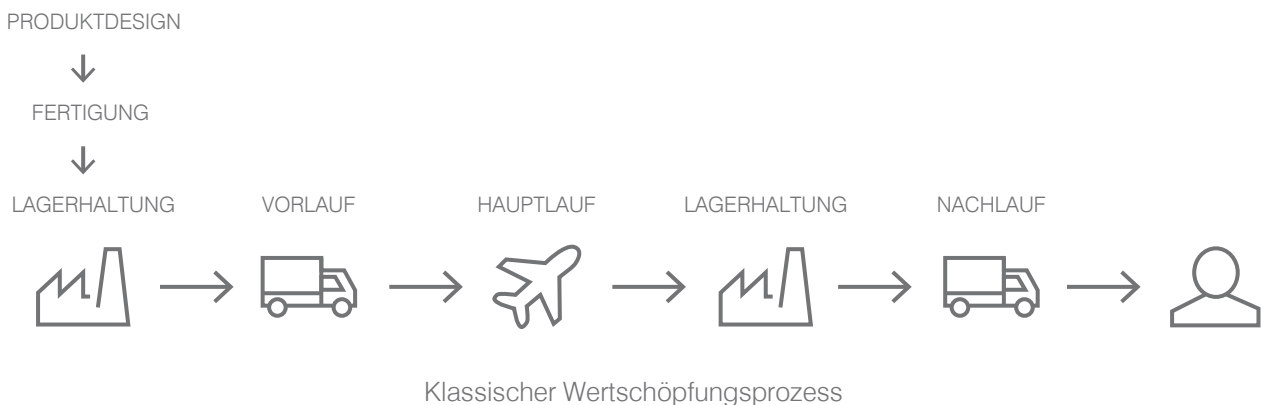 PRODUKTDESIGN
FERTIGUNG
LAGERHALTUNG VORLAUF HAUPTLAUF LAGERHALTUNG NACHLAUF
Klassischer Wertschöpfungsprozess